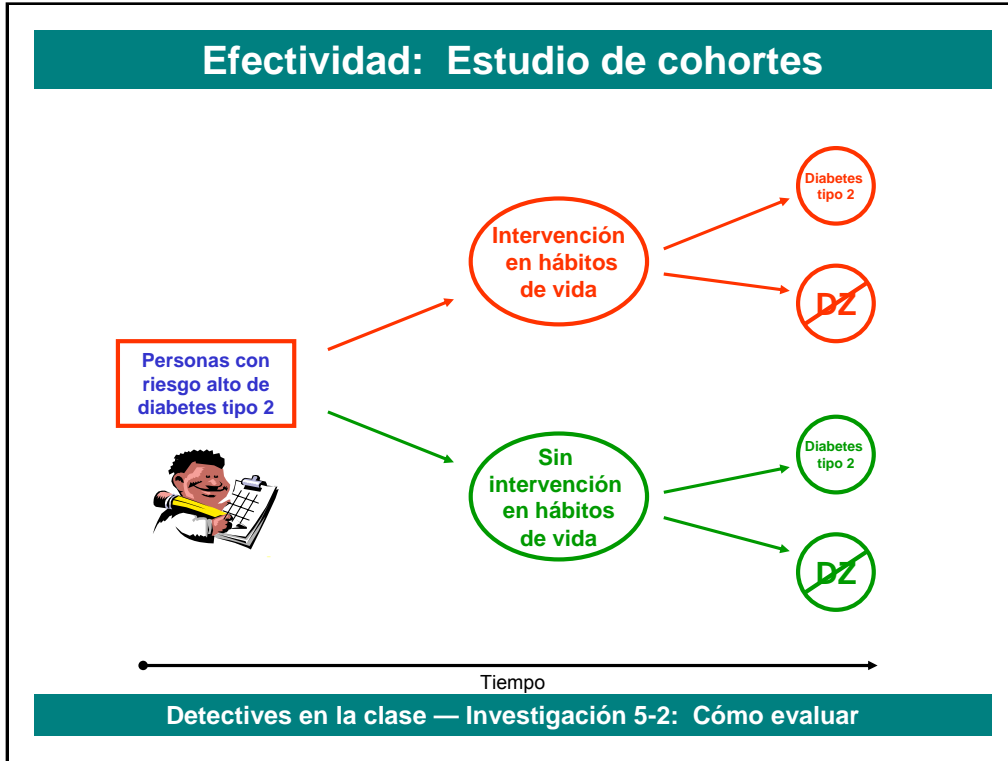 Efectividad: Estudio de cohortes
Diabetes
tipo 2
Intervención
en hábitos
de vida
DZ
Personas con
riesgo alto de
diabetes tipo 2
Diabetes
tipo 2
Sin
intervención
en hábitos
de vida
DZ
Tiempo
Detectives en la clase — Investigación 5-2: Cómo evaluar